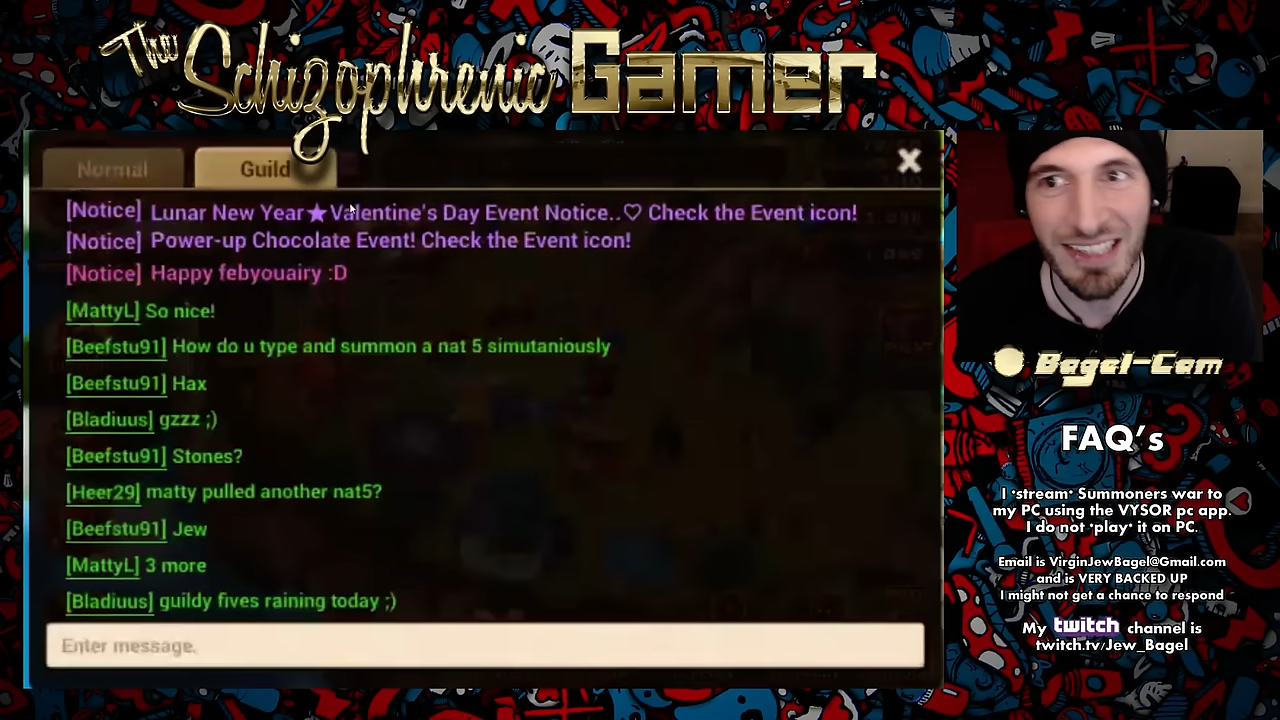 The Schizophrenic Gamer
Normal
Guild
[Notice] Lunar New Year★Valentine's Day Event Notice..♡ Check the Event icon!
[Notice] Power-up Chocolate Event! Check the Event icon!
[Notice] Happy febyouairy :D
[MattyL] So nice!
[Beefstu91] How do u type and summon a nat 5 simutaniously
[Beefstu91] Hax
[Bladiuus] gzzz ;)
[Beefstu91] Stones?
[Heer29] matty pulled another nat5?
[Beefstu91] Jew
[MattyL] 3 more
[Bladiuus] guildy fives raining today ;)
Enter message.
Bagel-Cam
FAQ's
I *stream* Summoners war to
my PC using the VYSOR pc app.
I do not *play* it on PC.
Email is VirginJewBagel@Gmail.com
and is VERY BACKED UP
I might not get a chance to respond
My twitch channel is
twitch.tv/Jew_Bagel